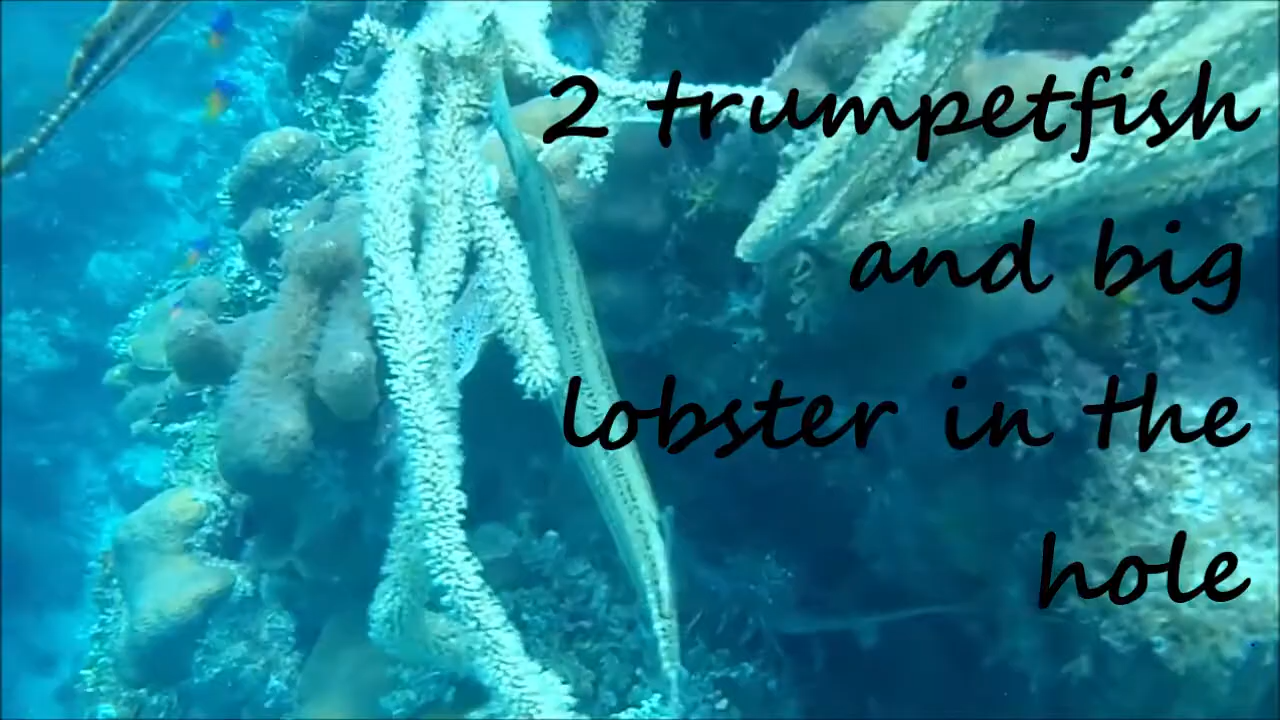 2 trumpetfish
and big
lobster in the
hole